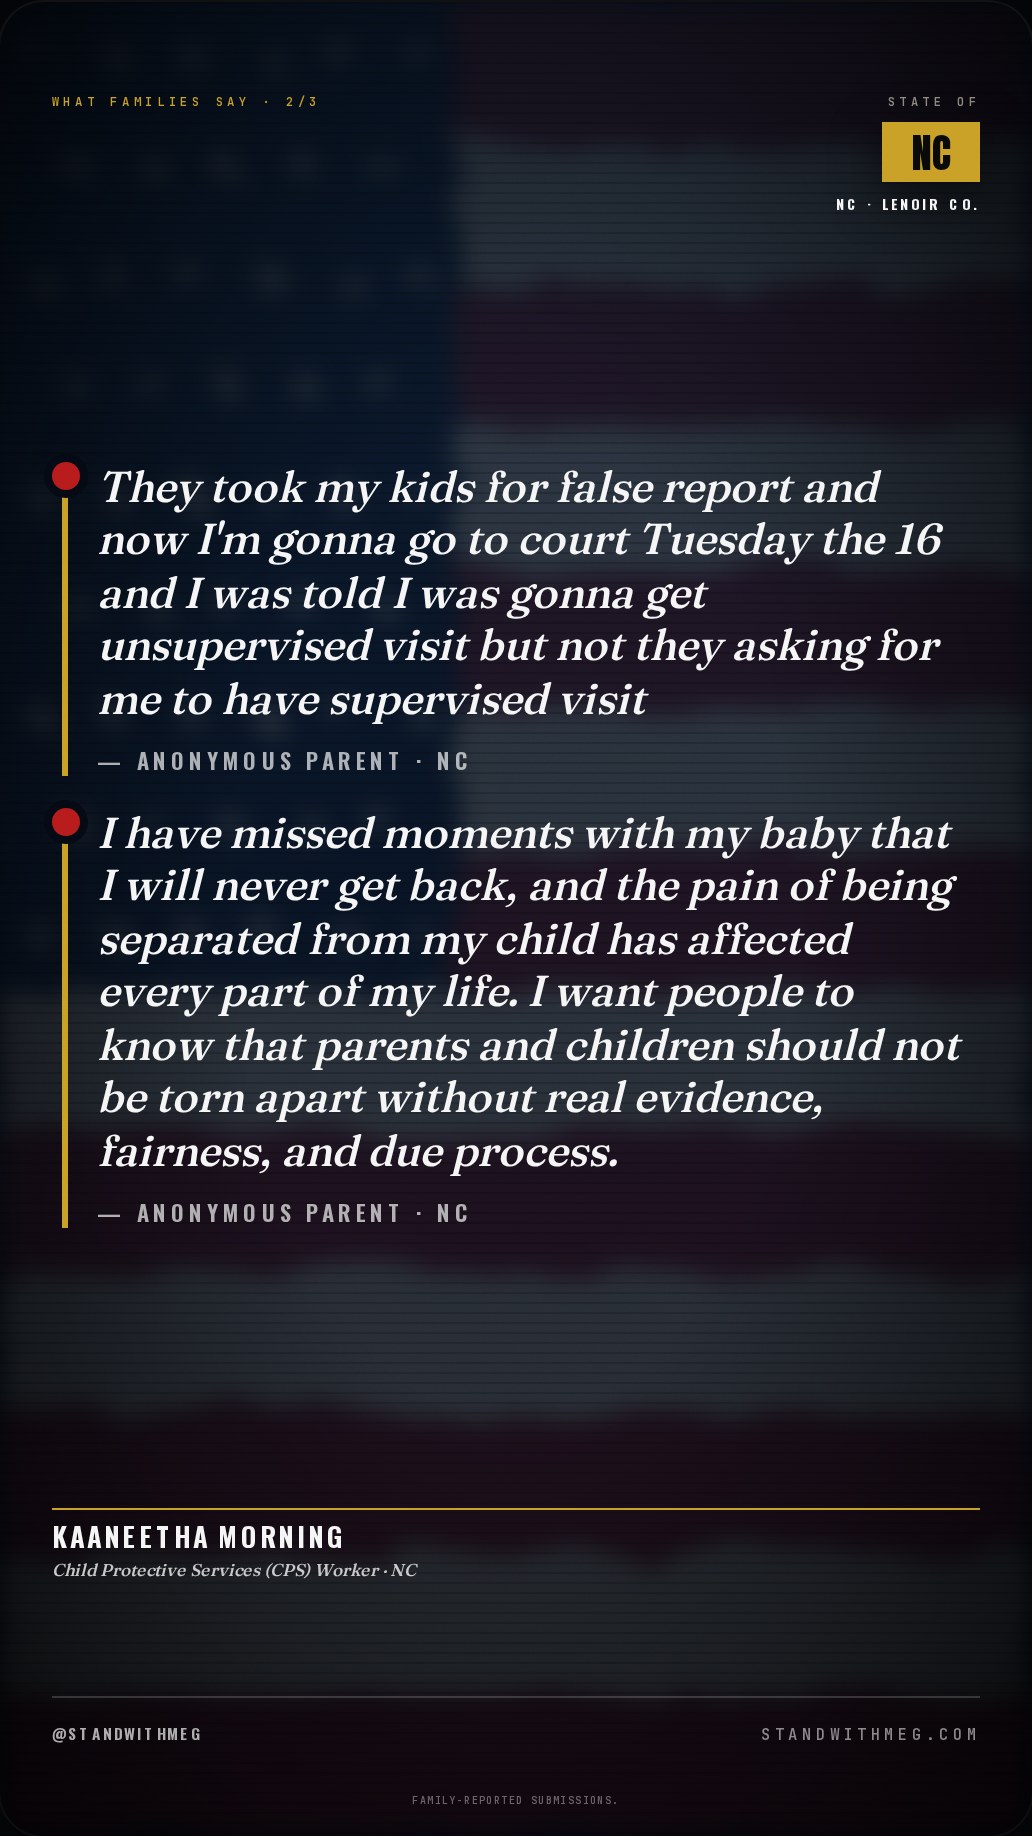 WHAT FAMILIES SAY · 2/3
STATE OF
NC
NC · LENOIR CO.
They took my kids for false report and
now I'm gonna go to court Tuesday the 16
and I was told I was gonna get
unsupervised visit but not they asking for
me to have supervised visit
— ANONYMOUS PARENT · NC
I have missed moments with my baby that
I will never get back, and the pain of being
separated from my child has affected
every part of my life. I want people to
know that parents and children should not
be torn apart without real evidence,
fairness, and due process.
— ANONYMOUS PARENT · NC
KAANEETHA MORNING
Child Protective Services (CPS) Worker · NC
@STANDWITHMEG
STANDWITHMEG.COM
FAMILY-REPORTED SUBMISSIONS.